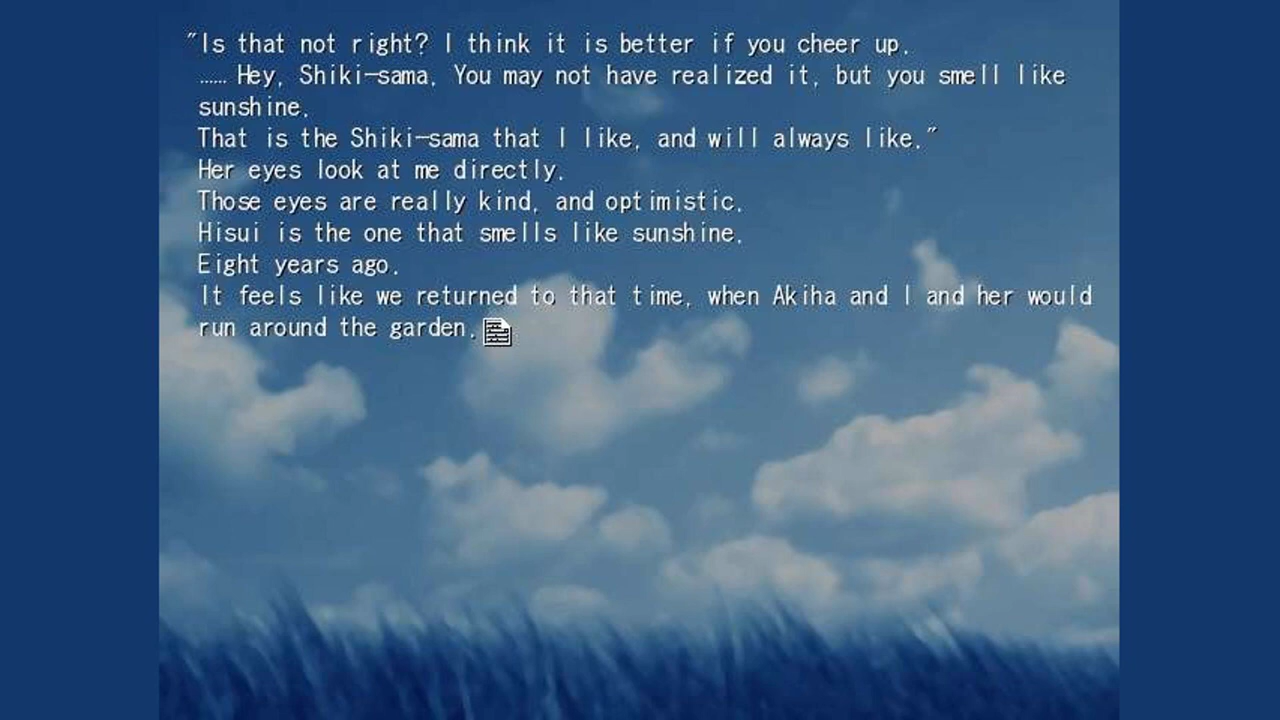 "Is that not right? I think it is better if you cheer up.
…… Hey, Shiki-sama, You may not have realized it, but you smell like
sunshine.
That is the Shiki-sama that I like, and will always like."
Her eyes look at me directly.
Those eyes are really kind, and optimistic.
Hisui is the one that smells like sunshine.
Eight years ago.
It feels like we returned to that time, when Akiha and I and her would
run around the garden.